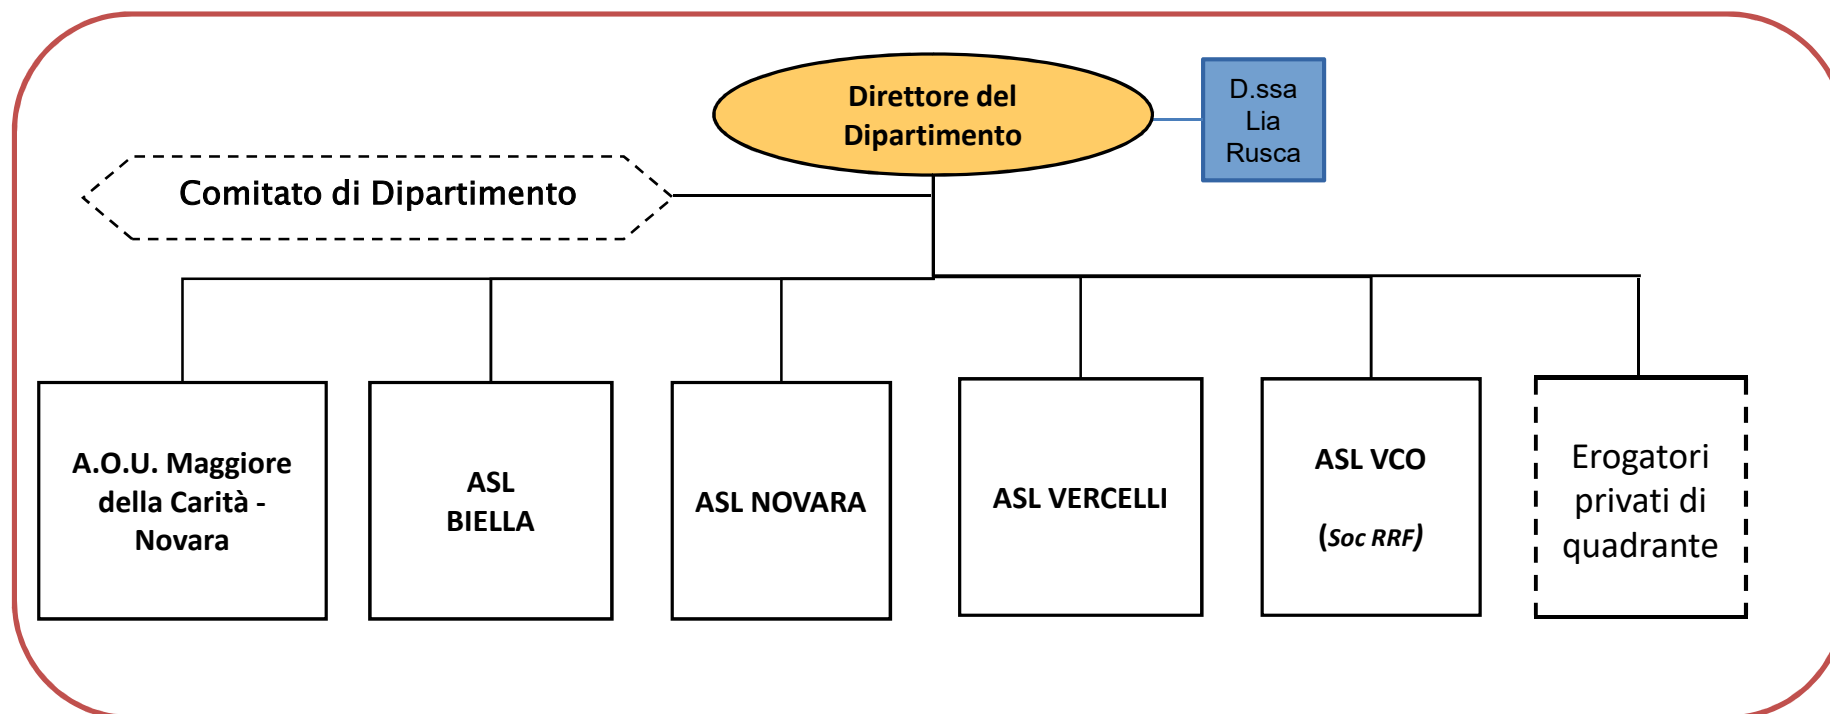 Direttore del
Dipartimento
D.ssa
Lia
Rusca
Comitato di Dipartimento
A.O.U. Maggiore
della Carità -
Novara
ASL
BIELLA
ASL NOVARA
ASL VERCELLI
ASL VCO
(Soc RRF)
Erogatori
privati di
quadrante